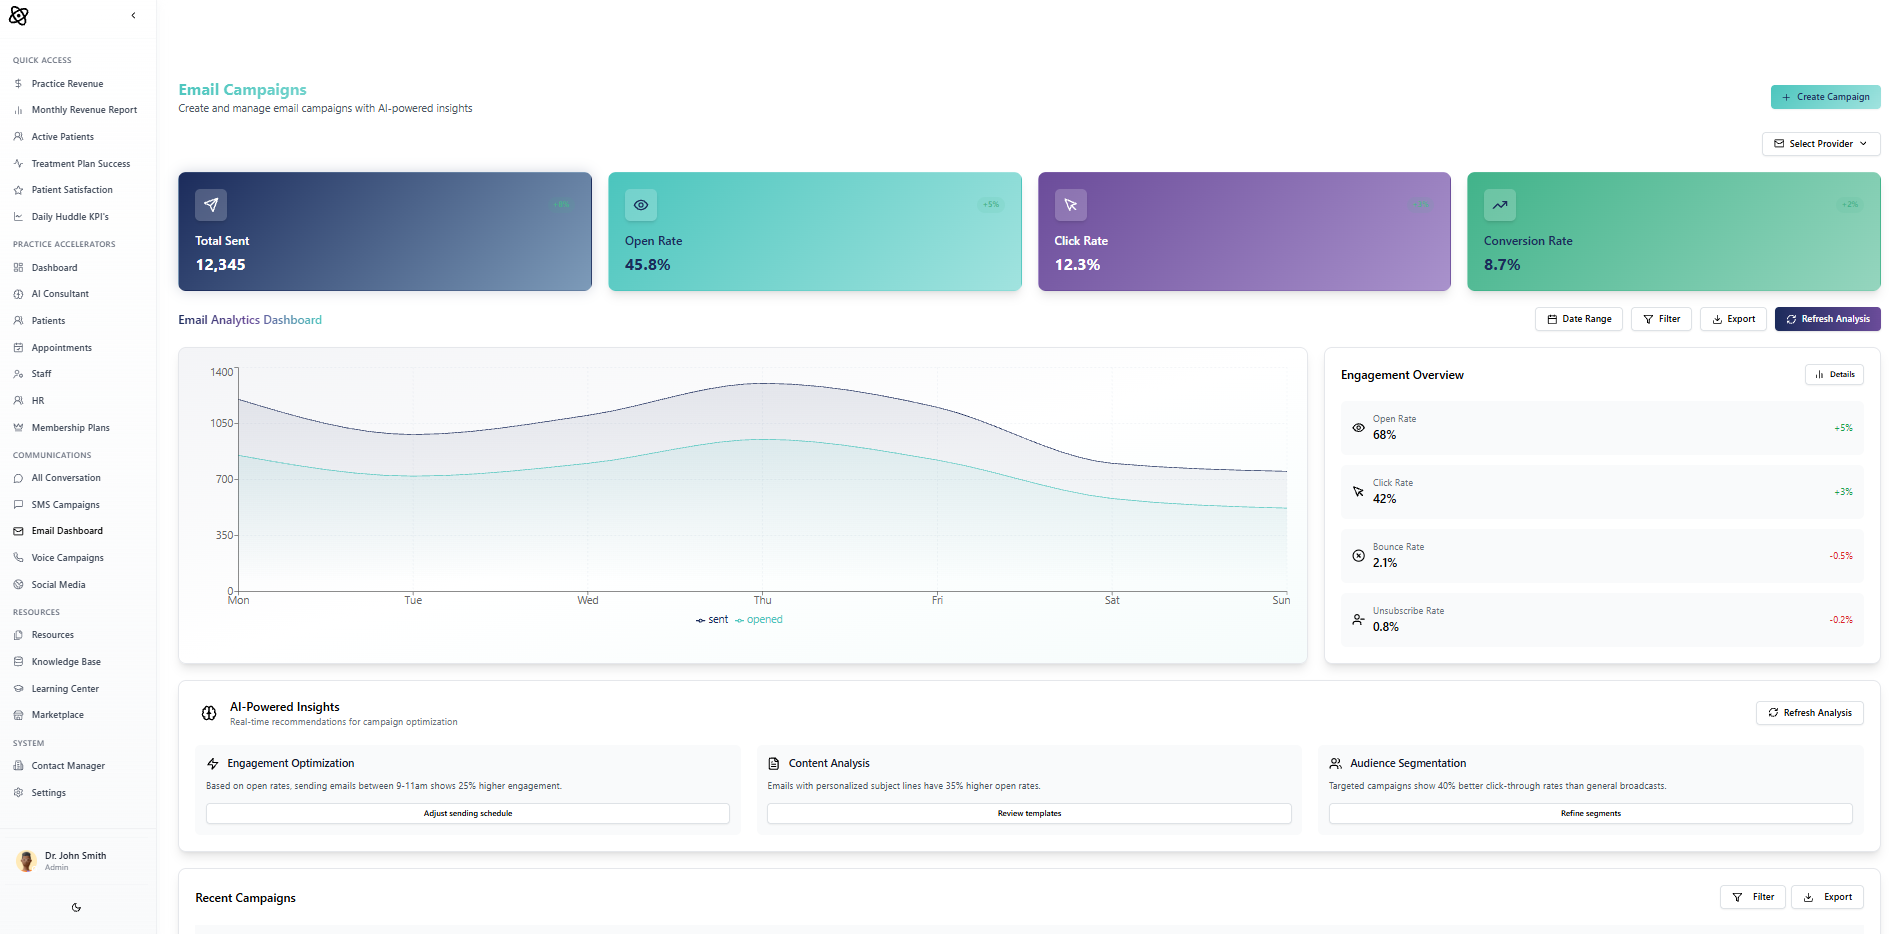 QUICK ACCESS
Practice Revenue
Monthly Revenue Report
Active Patients
Treatment Plan Success
Patient Satisfaction
Daily Huddle KPI's
PRACTICE ACCELERATORS
Dashboard
AI Consultant
Patients
Appointments
Staff
HR
Membership Plans
COMMUNICATIONS
All Conversation
SMS Campaigns
Email Dashboard
Voice Campaigns
Social Media
RESOURCES
Resources
Knowledge Base
Learning Center
Marketplace
SYSTEM
Contact Manager
Settings
Dr. John Smith
Admin
Email Campaigns
Create and manage email campaigns with AI-powered insights
Create Campaign
Select Provider
+8%
Total Sent
12,345
+5%
Open Rate
45.8%
Click Rate
12.3%
+2%
Conversion Rate
8.7%
Email Analytics Dashboard
Date Range
Filter
Export
Refresh Analysis
1400
1050
700
350
0
Mon
Tue
Wed
Thu
Fri
Sat
Sun
sent
opened
Engagement Overview
Details
Open Rate
68%
+5%
Click Rate
42%
+3%
Bounce Rate
2.1%
-0.5%
Unsubscribe Rate
0.8%
-0.2%
AI-Powered Insights
Real-time recommendations for campaign optimization
Refresh Analysis
Engagement Optimization
Based on open rates, sending emails between 9-11am shows 25% higher engagement.
Adjust sending schedule
Content Analysis
Emails with personalized subject lines have 35% higher open rates.
Review templates
Audience Segmentation
Targeted campaigns show 40% better click-through rates than general broadcasts.
Refine segments
Recent Campaigns
Filter
Export